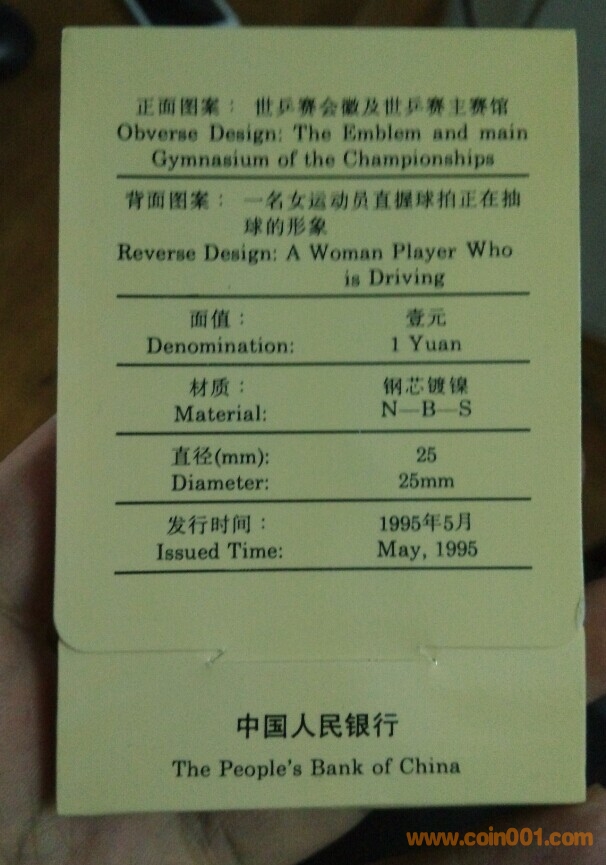 正面图案： 世乒赛会徽及世乒赛主赛馆
Obverse Design: The Emblem and main
Gymnasium of the Championships
背面图案： 一名女运动员直握球拍正在抽
球的形象
Reverse Design: A Woman Player Who
is Driving
面值： 壹元
Denomination: 1 Yuan
材质： 钢芯镀镍
Material: N—B—S
直径(mm): 25
Diameter: 25mm
发行时间： 1995年5月
Issued Time: May, 1995
中国人民银行
The People's Bank of China
www.coin001.com